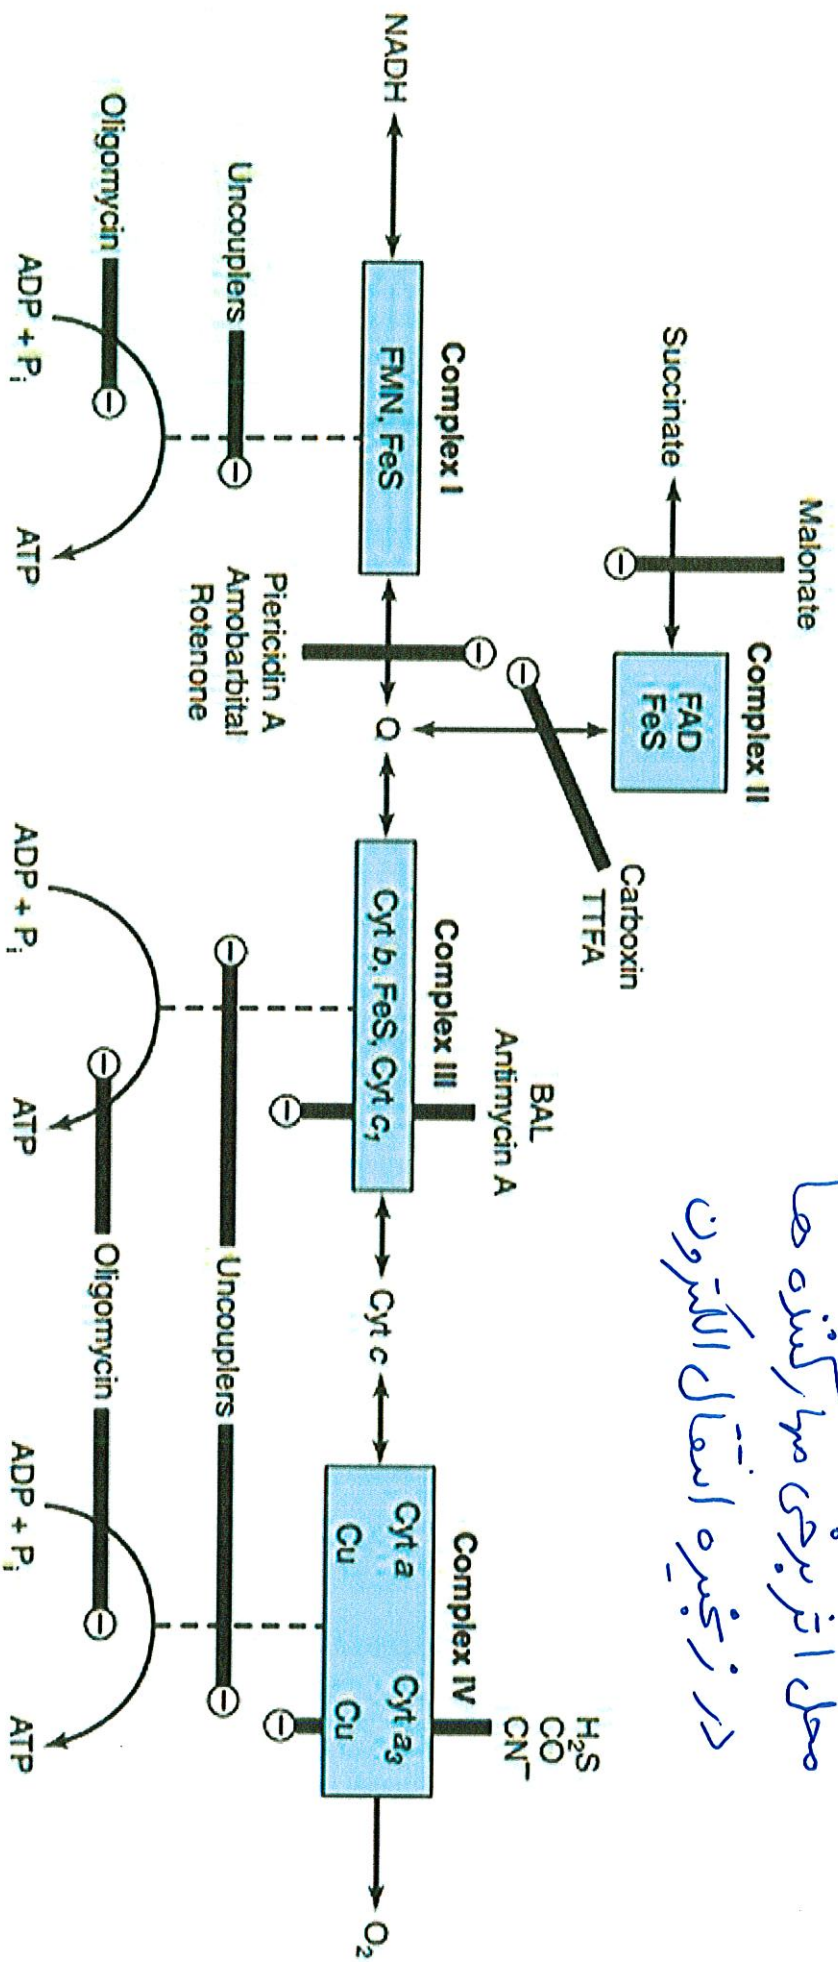 محل اثر برخی مهارکننده ها
در زنجیره انتقال الکترون
Malonate
Succinate
Complex II
FAD
FeS
Carboxin
TTFA
BAL
Antimycin A
H₂S
CO
CN⁻
NADH
Complex I
FMN, FeS
Q
Complex III
Cyt b, FeS, Cyt c₁
Cyt c
Complex IV
Cyt a
Cyt a₃
Cu
Cu
O₂
Piericidin A
Amobarbital
Rotenone
Uncouplers
Uncouplers
Oligomycin
Oligomycin
ADP + Pᵢ
ATP
ADP + Pᵢ
ATP
ADP + Pᵢ
ATP